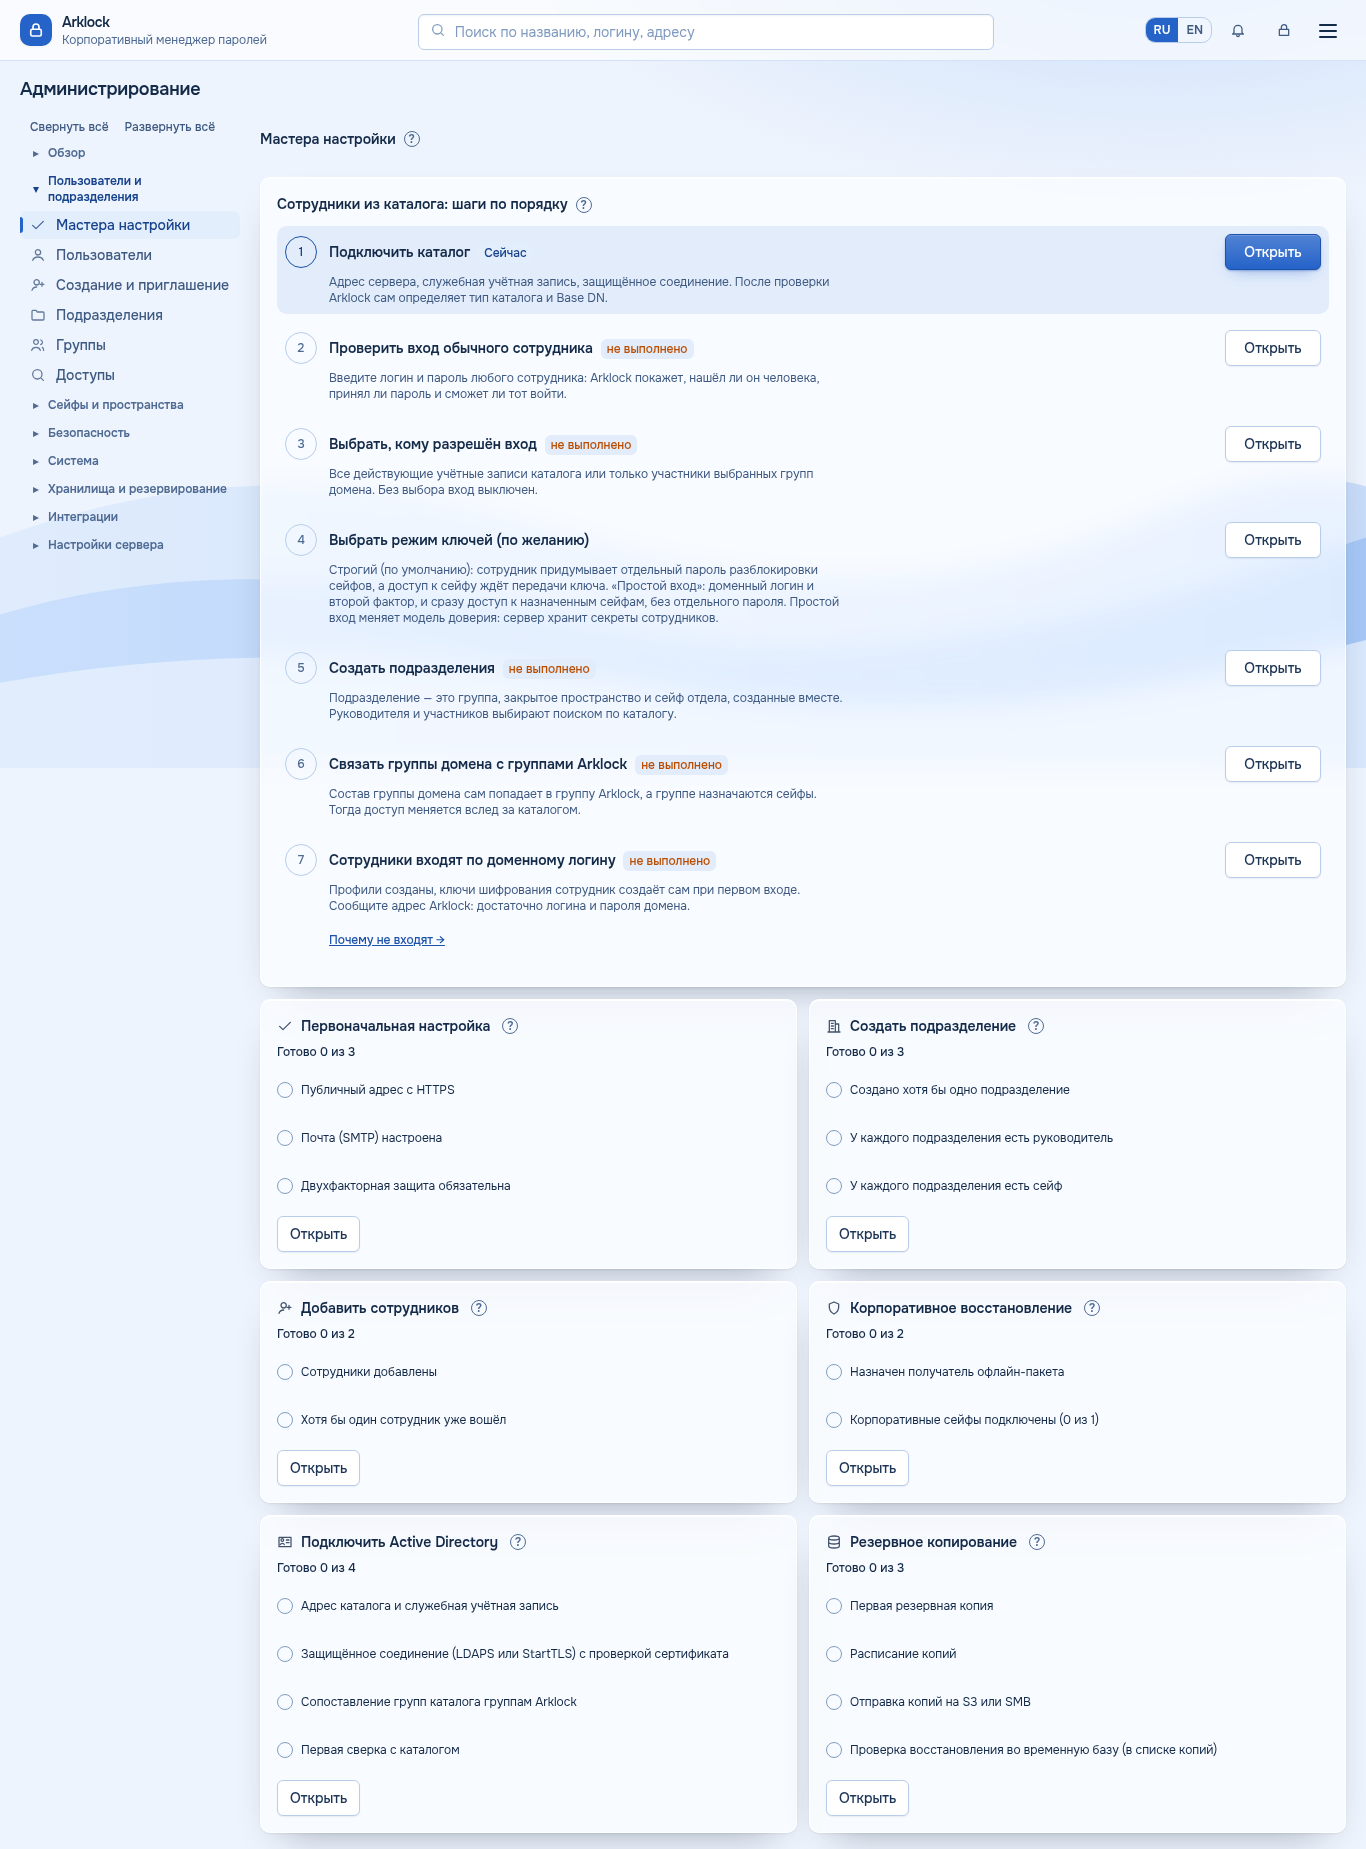 Arklock
Корпоративный менеджер паролей
Поиск по названию, логину, адресу
RU EN
Администрирование
Свернуть всё Развернуть всё
Обзор
Пользователи и
подразделения
Мастера настройки
Пользователи
Создание и приглашение
Подразделения
Группы
Доступы
Сейфы и пространства
Безопасность
Система
Хранилища и резервирование
Интеграции
Настройки сервера
Мастера настройки ?
Сотрудники из каталога: шаги по порядку ?
1 Подключить каталог Сейчас Открыть
Адрес сервера, служебная учётная запись, защищённое соединение. После проверки
Arklock сам определяет тип каталога и Base DN.
2 Проверить вход обычного сотрудника не выполнено Открыть
Введите логин и пароль любого сотрудника: Arklock покажет, нашёл ли он человека,
принял ли пароль и сможет ли тот войти.
3 Выбрать, кому разрешён вход не выполнено Открыть
Все действующие учётные записи каталога или только участники выбранных групп
домена. Без выбора вход выключен.
4 Выбрать режим ключей (по желанию) Открыть
Строгий (по умолчанию): сотрудник придумывает отдельный пароль разблокировки
сейфов, а доступ к сейфу ждёт передачи ключа. «Простой вход»: доменный логин и
второй фактор, и сразу доступ к назначенным сейфам, без отдельного пароля. Простой
вход меняет модель доверия: сервер хранит секреты сотрудников.
5 Создать подразделения не выполнено Открыть
Подразделение — это группа, закрытое пространство и сейф отдела, созданные вместе.
Руководителя и участников выбирают поиском по каталогу.
6 Связать группы домена с группами Arklock не выполнено Открыть
Состав группы домена сам попадает в группу Arklock, а группе назначаются сейфы.
Тогда доступ меняется вслед за каталогом.
7 Сотрудники входят по доменному логину не выполнено Открыть
Профили созданы, ключи шифрования сотрудник создаёт сам при первом входе.
Сообщите адрес Arklock: достаточно логина и пароля домена.
Почему не входят →
Первоначальная настройка ?
Готово 0 из 3
Публичный адрес с HTTPS
Почта (SMTP) настроена
Двухфакторная защита обязательна
Открыть
Создать подразделение ?
Готово 0 из 3
Создано хотя бы одно подразделение
У каждого подразделения есть руководитель
У каждого подразделения есть сейф
Открыть
Добавить сотрудников ?
Готово 0 из 2
Сотрудники добавлены
Хотя бы один сотрудник уже вошёл
Открыть
Корпоративное восстановление ?
Готово 0 из 2
Назначен получатель офлайн-пакета
Корпоративные сейфы подключены (0 из 1)
Открыть
Подключить Active Directory ?
Готово 0 из 4
Адрес каталога и служебная учётная запись
Защищённое соединение (LDAPS или StartTLS) с проверкой сертификата
Сопоставление групп каталога группам Arklock
Первая сверка с каталогом
Открыть
Резервное копирование ?
Готово 0 из 3
Первая резервная копия
Расписание копий
Отправка копий на S3 или SMB
Проверка восстановления во временную базу (в списке копий)
Открыть